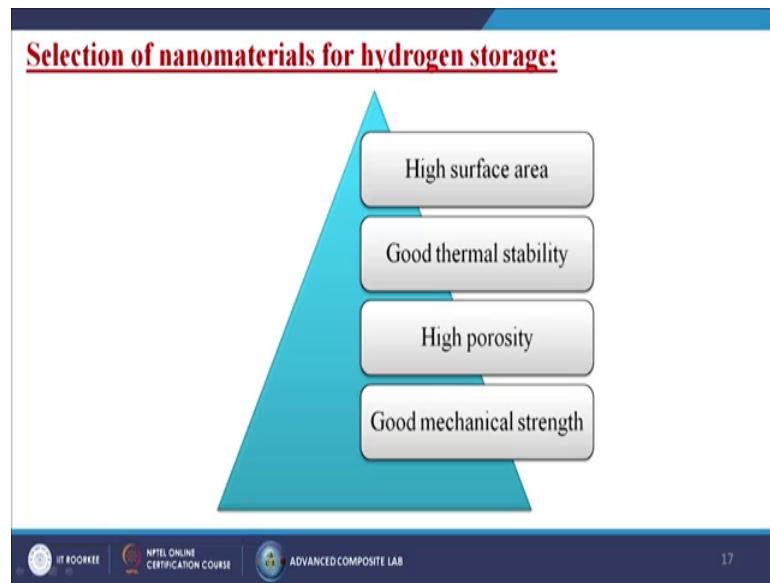 Selection of nanomaterials for hydrogen storage:
High surface area
Good thermal stability
High porosity
Good mechanical strength
IIT ROORKEE
NPTEL ONLINE
CERTIFICATION COURSE
ADVANCED COMPOSITE LAB
17